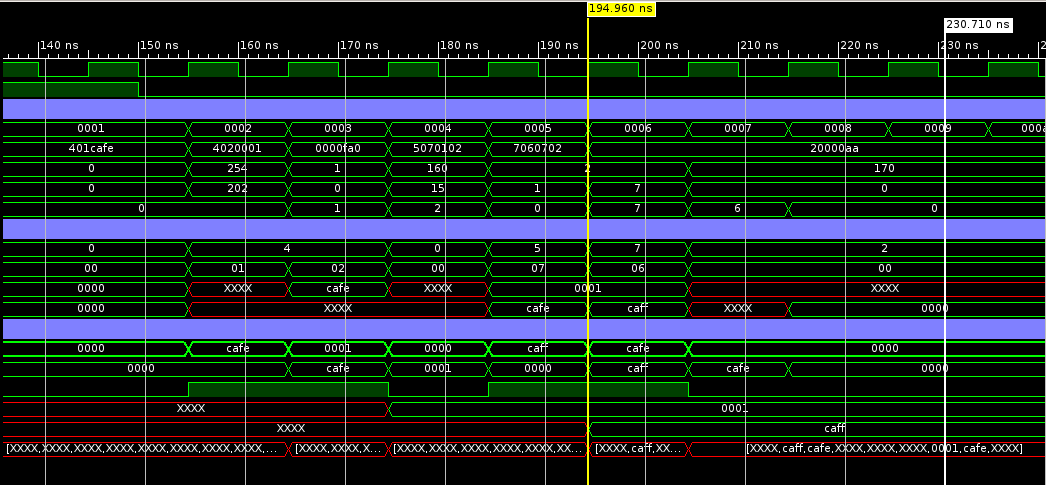 194.960 ns
230.710 ns
140 ns 150 ns 160 ns 170 ns 180 ns 190 ns 200 ns 210 ns 220 ns 230 ns
0001 0002 0003 0004 0005 0006 0007 0008 0009 000a
401cafe 4020001 0000fa0 5070102 7060702 20000aa
0 254 1 160 2 170
0 202 0 15 1 7 0
0 1 2 0 7 6 0
0 4 0 5 7 2
00 01 02 00 07 06 00
0000 XXXX cafe XXXX 0001 XXXX
0000 XXXX cafe caff XXXX 0000
0000 cafe 0001 0000 caff cafe 0000
0000 cafe 0001 0000 caff cafe 0000
XXXX 0001
XXXX caff
[XXXX,XXXX,XXXX,XXXX,XXXX,XXXX,XXXX,XXXX,... [XXXX,XXXX,X... [XXXX,XXXX,XXXX,XXXX,XXXX,XX... [XXXX,caff,XX... [XXXX,caff,cafe,XXXX,XXXX,XXXX,0001,cafe,XXXX]